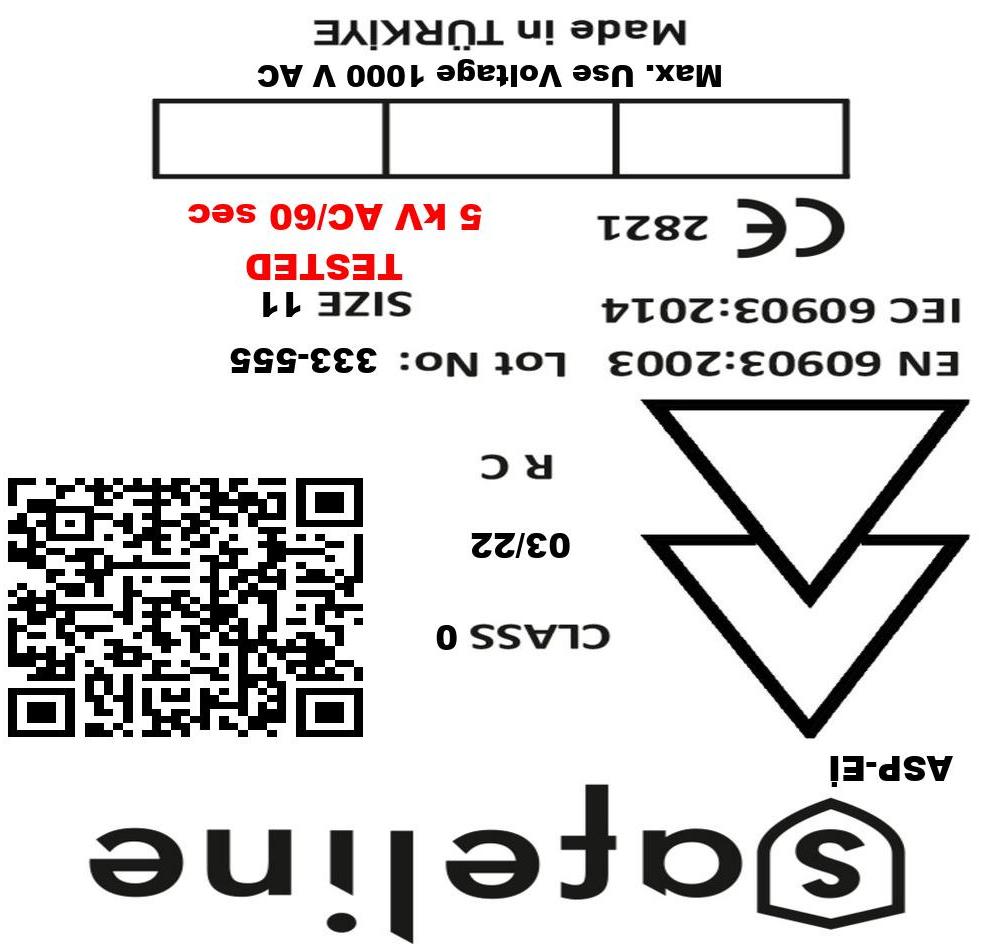 safeline
ASP-Ei
CLASS 0
03/22
R C
EN 60903:2003 Lot No: 333-555
IEC 60903:2014 SIZE 11
TESTED
CE 2821 5 kV AC/60 sec
Max. Use Voltage 1000 V AC
Made in TÜRKİYE